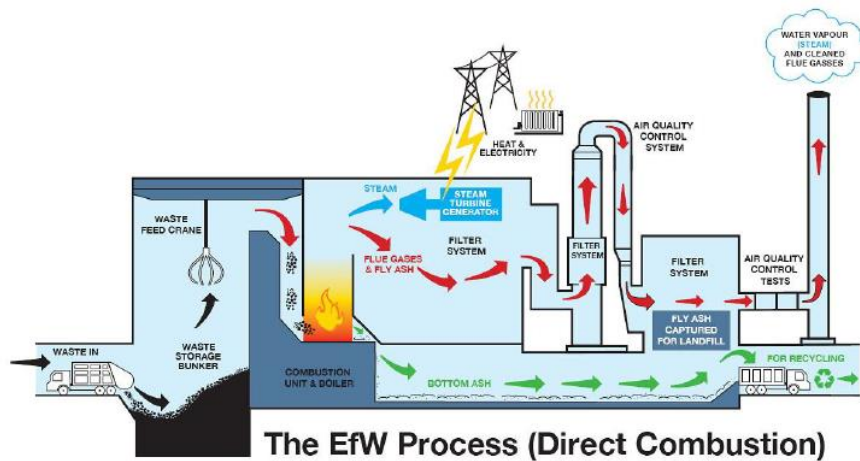 WATER VAPOUR
(STEAM)
AND CLEANED
FLUE GASSES
HEAT &
ELECTRICITY
AIR QUALITY
CONTROL
SYSTEM
WASTE
FEED CRANE
STEAM
STEAM
TURBINE
GENERATOR
FLUE GASES
& FLY ASH
FILTER
SYSTEM
FILTER
SYSTEM
FILTER
SYSTEM
AIR QUALITY
CONTROL
TESTS
FLY ASH
CAPTURED
FOR LANDFILL
WASTE IN
WASTE
STORAGE
BUNKER
COMBUSTION
UNIT & BOILER
BOTTOM ASH
FOR RECYCLING
The EfW Process (Direct Combustion)